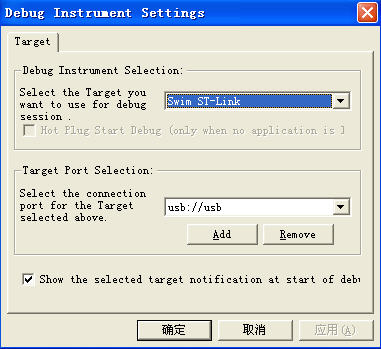 Debug Instrument Settings
Target
Debug Instrument Selection:
Select the Target you
want to use for debug
session .
Swim ST-Link
Hot Plug Start Debug (only when no application is
Target Port Selection:
Select the connection
port for the Target
selected above.
usb://usb
Add
Remove
Show the selected target notification at start of debu
确定
取消
应用(A)